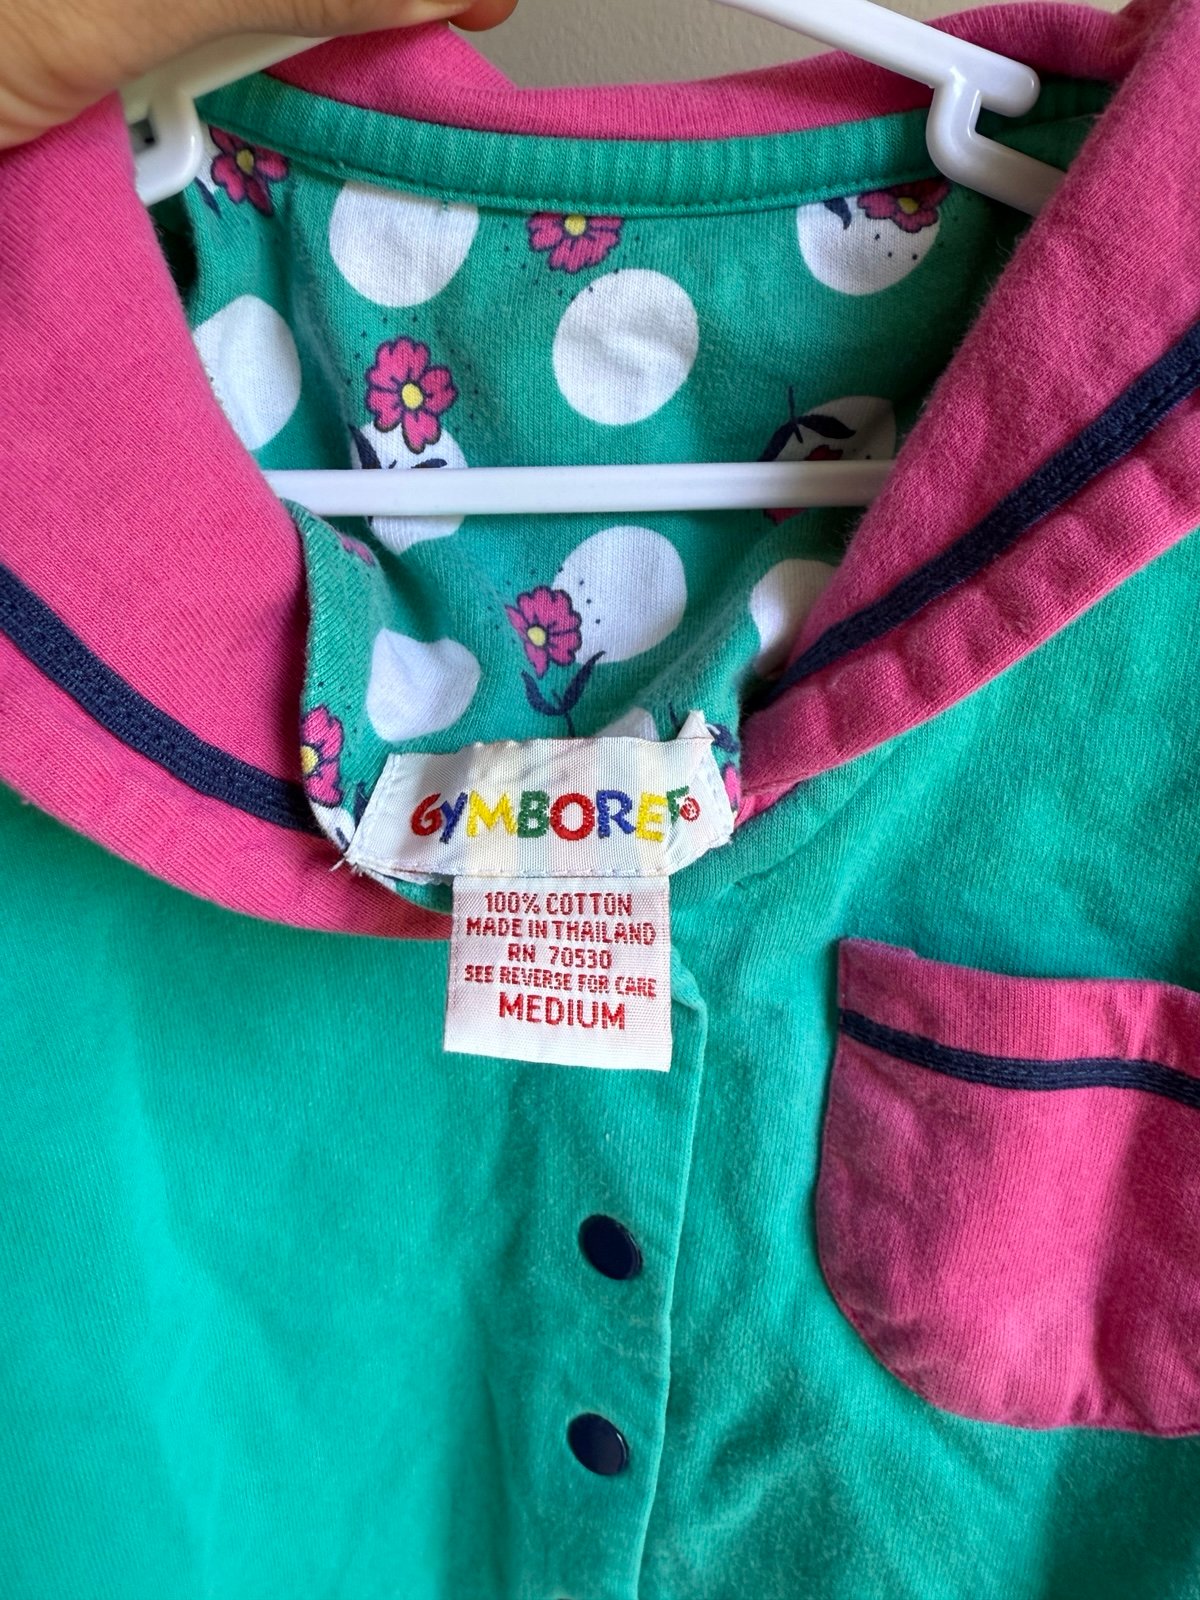 GYMBOREE®
100% COTTON
MADE IN THAILAND
RN 70530
SEE REVERSE FOR CARE
MEDIUM